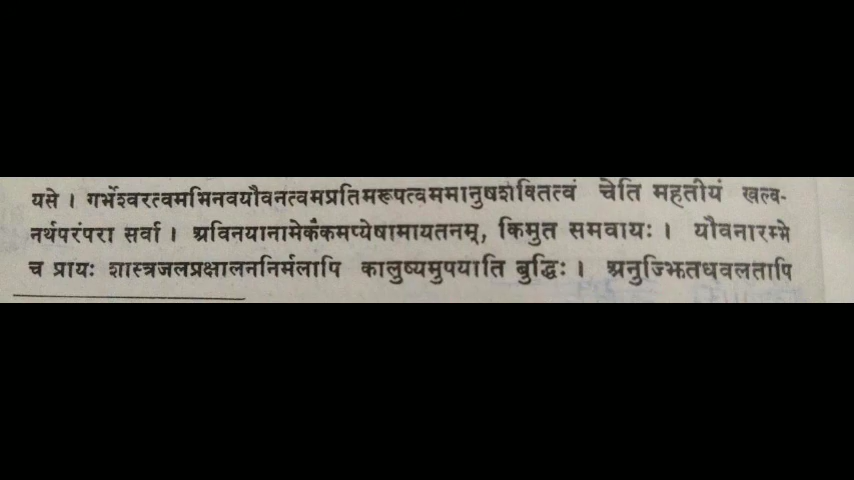 यसे । गर्भेश्वरत्वमभिनवयौवनत्वमप्रतिमरूपत्वममानुषशक्तित्वं चेति महतीयं खल्व-
नर्थपरंपरा सर्वा । अविनयानामेकैकमप्येषामायतनम्, किमुत समवायः । यौवनारम्भे
च प्रायः शास्त्रजलप्रक्षालननिर्मलापि कालुष्यमुपयाति बुद्धिः । अनुज्झितधवलतापि